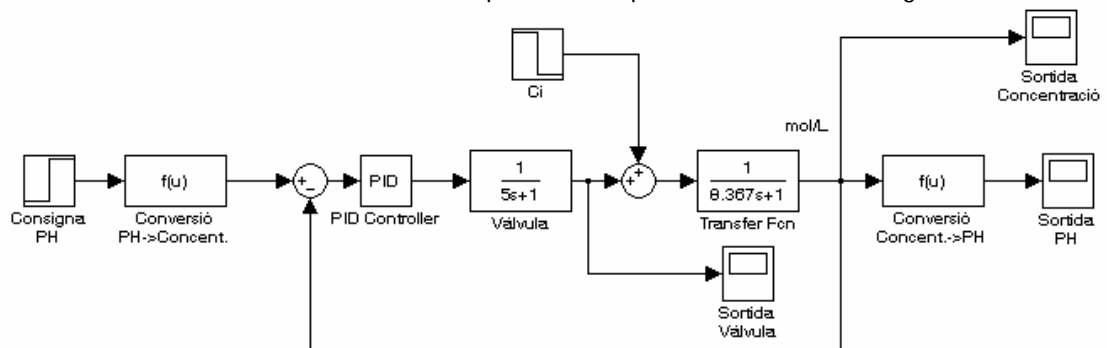 Ci
Sortida
Concentració
mol/L
Consigna
PH
f(u)
Conversió
PH->Concent.
+
-
PID
PID Controller
1
5s+1
Vàlvula
+
+
1
8.367s+1
Transfer Fcn
f(u)
Conversió
Concent.->PH
Sortida
PH
Sortida
Vàlvula